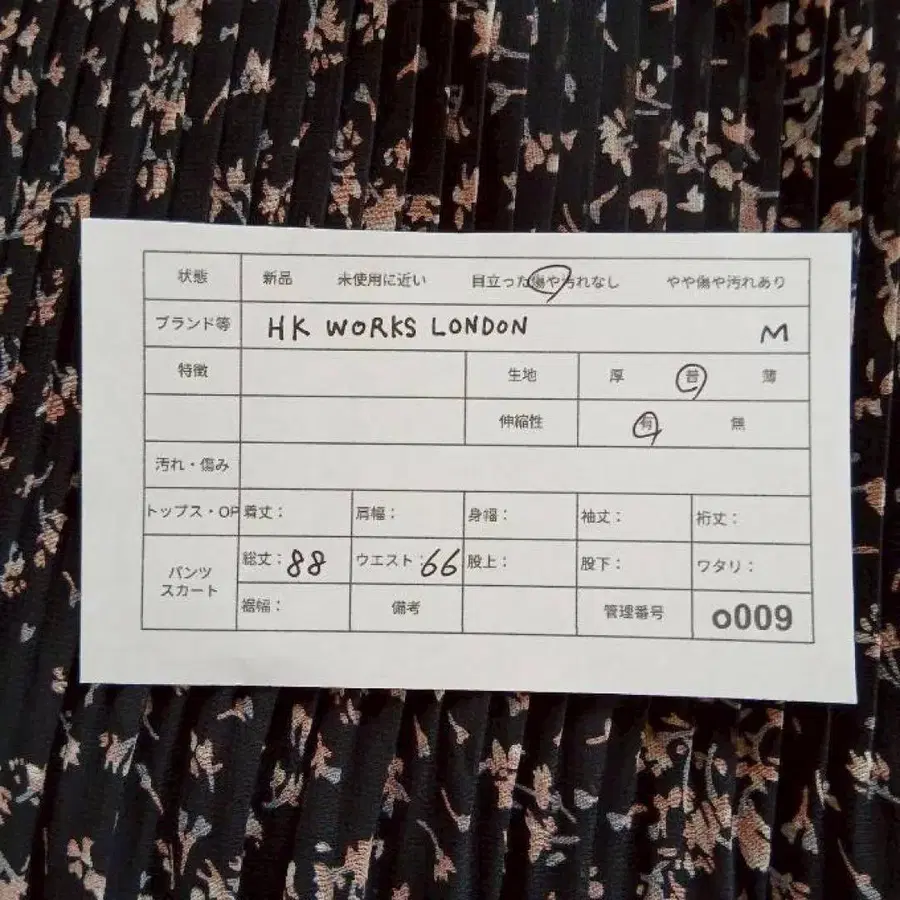 状態 新品 未使用に近い 目立った傷や汚れなし やや傷や汚れあり
ブランド等 HK WORKS LONDON M
特徴 生地 厚 普 薄
伸縮性 有 無
汚れ・傷み
トップス・OP 着丈: 肩幅: 身幅: 袖丈: 裄丈:
パンツ スカート 総丈:88 ウエスト:66 股上: 股下: ワタリ:
裾幅: 備考 管理番号 o009